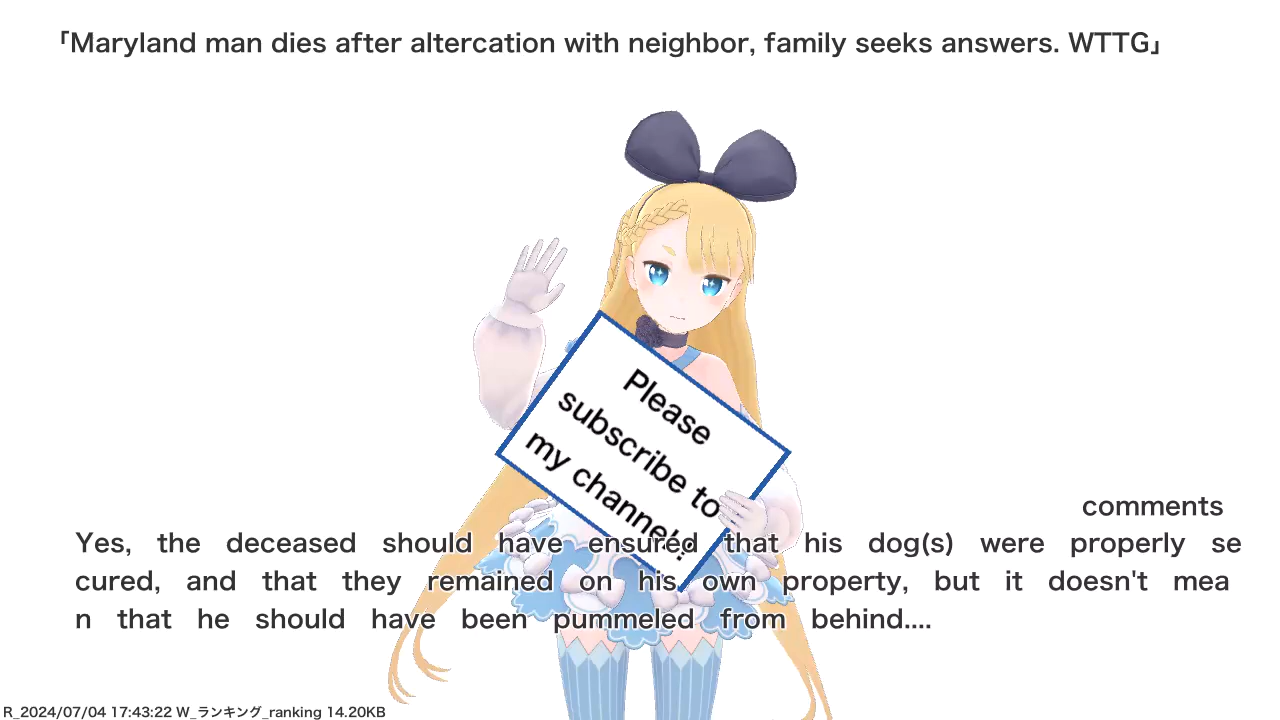 「Maryland man dies after altercation with neighbor, family seeks answers. WTTG」
Please
subscribe to
my channel!!
comments
Yes, the deceased should have ensured that his dog(s) were properly se
cured, and that they remained on his own property, but it doesn't mea
n that he should have been pummeled from behind....
R_2024/07/04 17:43:22 W_ランキング_ranking 14.20KB